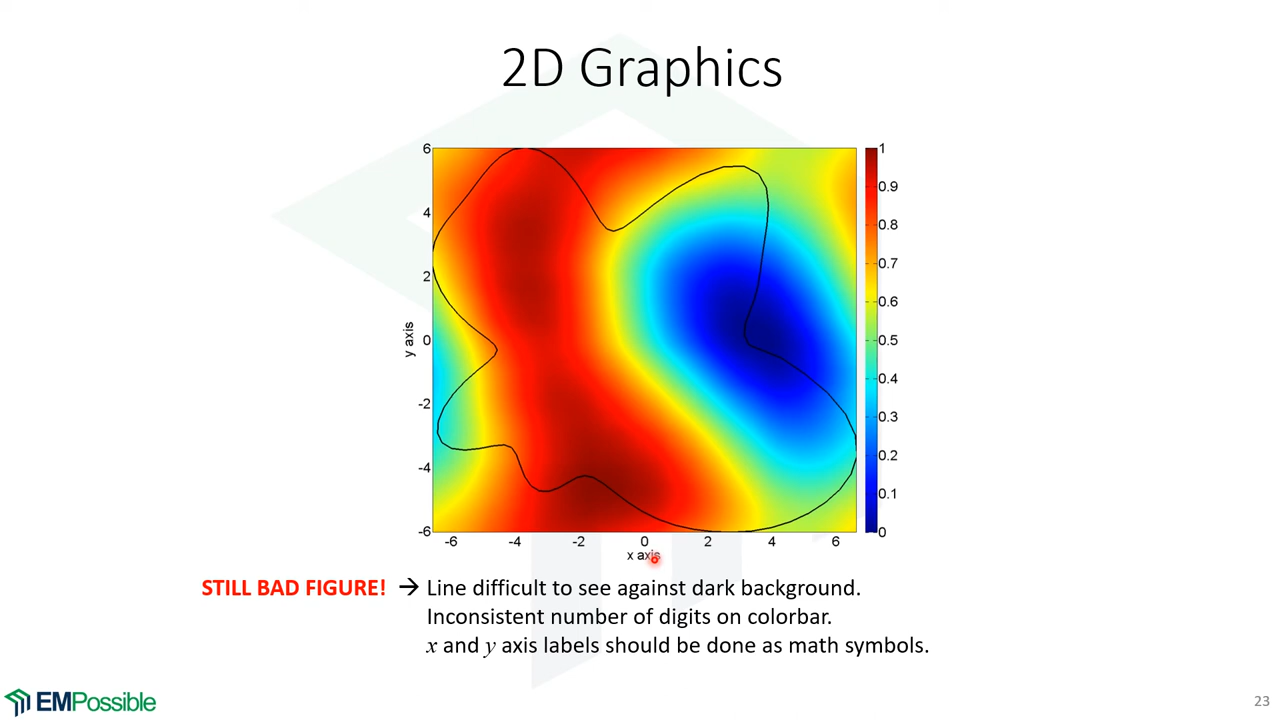 2D Graphics
6
4
2
0
-2
-4
-6
y axis
-6 -4 -2 0 2 4 6
x axis
1
0.9
0.8
0.7
0.6
0.5
0.4
0.3
0.2
0.1
0
STILL BAD FIGURE! → Line difficult to see against dark background.
Inconsistent number of digits on colorbar.
x and y axis labels should be done as math symbols.
EMPossible
23